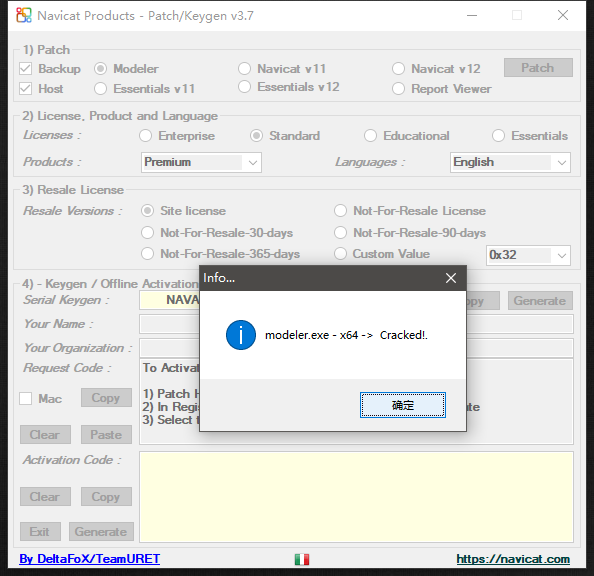 Navicat Products - Patch/Keygen v3.7
1) Patch
Backup Modeler Navicat v11 Navicat v12 Patch
Host Essentials v11 Essentials v12 Report Viewer
2) License, Product and Language
Licenses : Enterprise Standard Educational Essentials
Products : Premium Languages : English
3) Resale License
Resale Versions : Site license Not-For-Resale License
Not-For-Resale-30-days Not-For-Resale-90-days
Not-For-Resale-365-days Custom Value 0x32
4) - Keygen / Offline Activation
Info...
Serial Keygen : NAVA opy Generate
Your Name :
modeler.exe - x64 -> Cracked!.
Your Organization :
Request Code : To Activat
Mac Copy 1) Patch H
2) In Regis te
确定
3) Select t
Clear Paste
Activation Code :
Clear Copy
Exit Generate
By DeltaFoX/TeamURET https://navicat.com